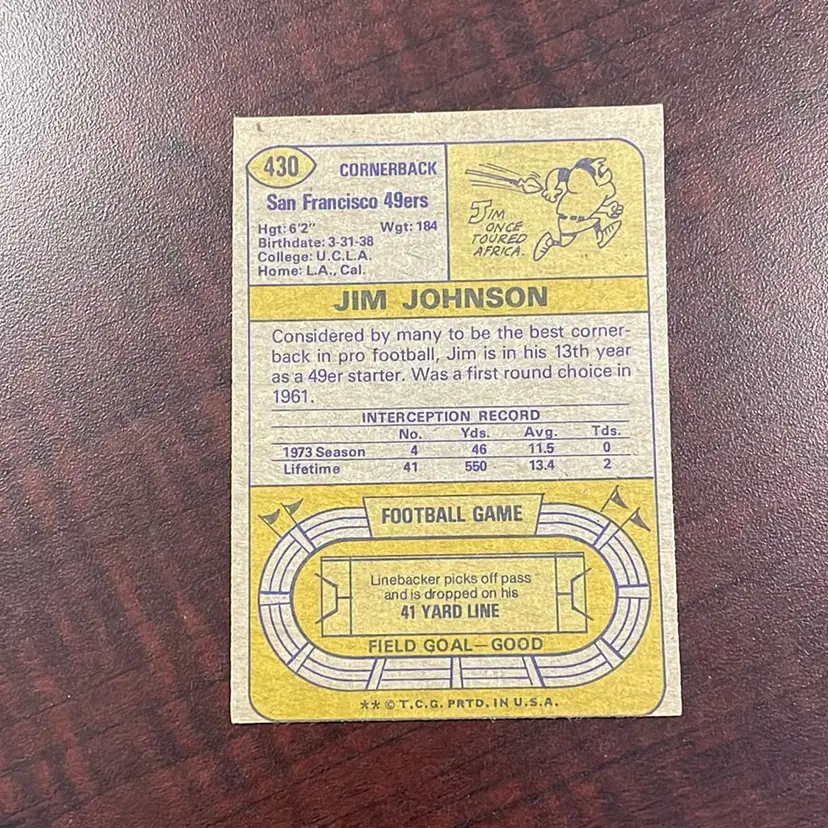 430
CORNERBACK
San Francisco 49ers
Hgt: 6'2" Wgt: 184
Birthdate: 3-31-38
College: U.C.L.A.
Home: L.A., Cal.
JIM
ONCE
TOURED
AFRICA.
JIM JOHNSON
Considered by many to be the best corner-
back in pro football, Jim is in his 13th year
as a 49er starter. Was a first round choice in
1961.
INTERCEPTION RECORD
No. Yds. Avg. Tds.
1973 Season 4 46 11.5 0
Lifetime 41 550 13.4 2
FOOTBALL GAME
Linebacker picks off pass
and is dropped on his
41 YARD LINE
FIELD GOAL—GOOD
** © T.C.G. PRTD. IN U.S.A.